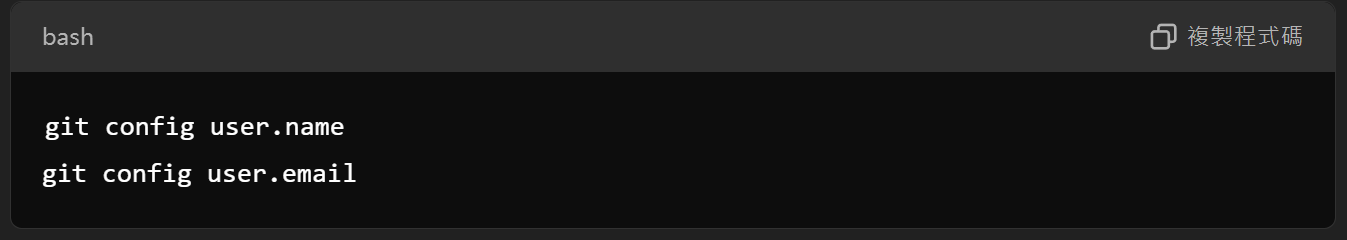 bash
複製程式碼
git config user.name
git config user.email